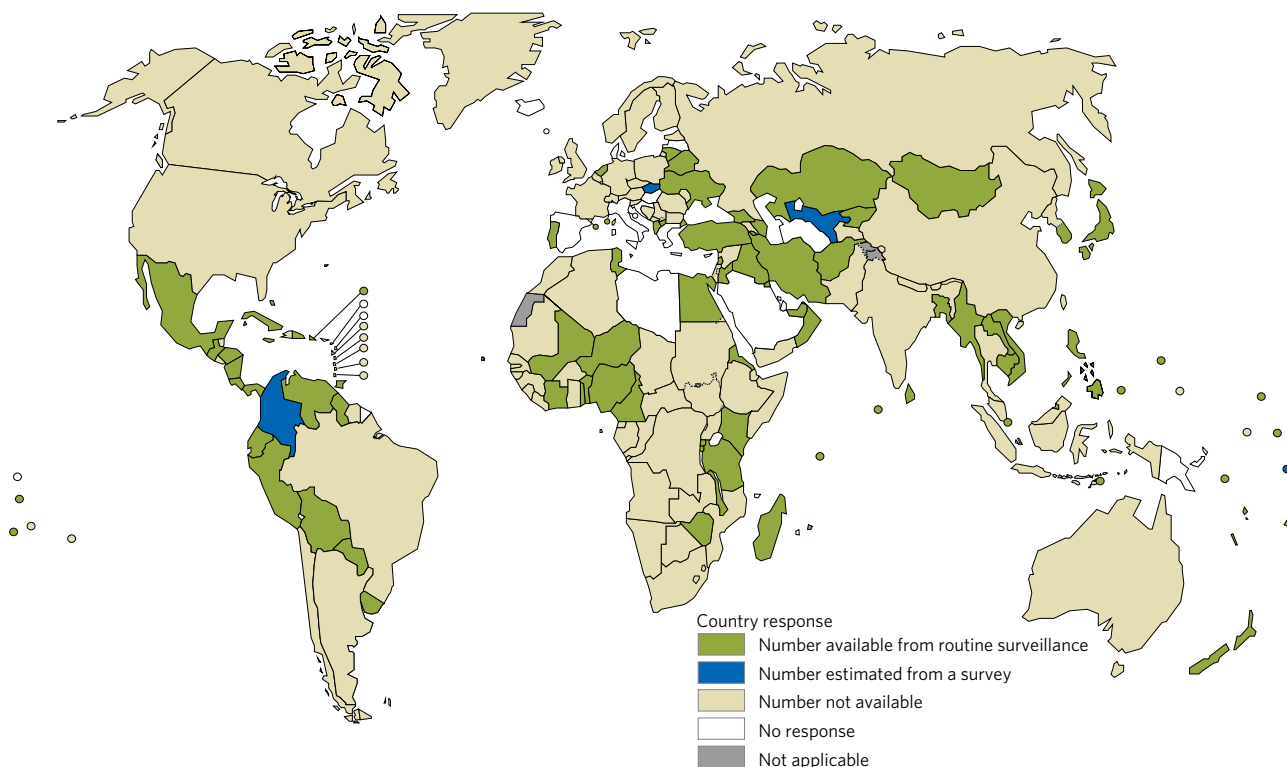 Country response
Number available from routine surveillance
Number estimated from a survey
Number not available
No response
Not applicable